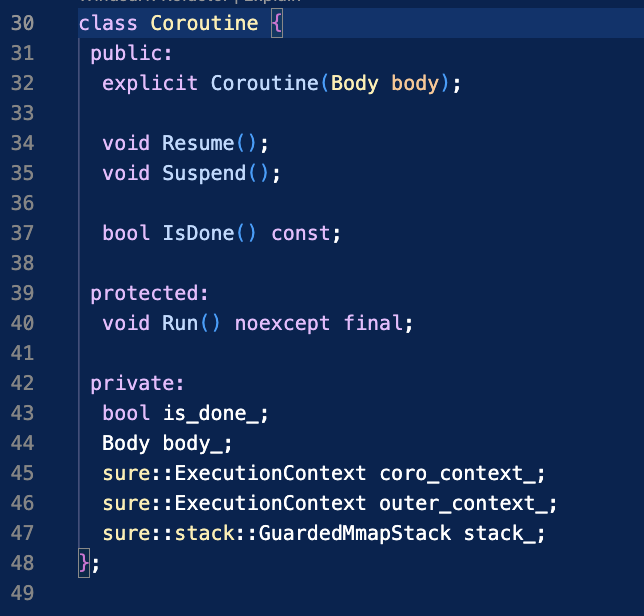 30 class Coroutine {
31  public:
32   explicit Coroutine(Body body);
33
34   void Resume();
35   void Suspend();
36
37   bool IsDone() const;
38
39  protected:
40   void Run() noexcept final;
41
42  private:
43   bool is_done_;
44   Body body_;
45   sure::ExecutionContext coro_context_;
46   sure::ExecutionContext outer_context_;
47   sure::stack::GuardedMmapStack stack_;
48 };
49